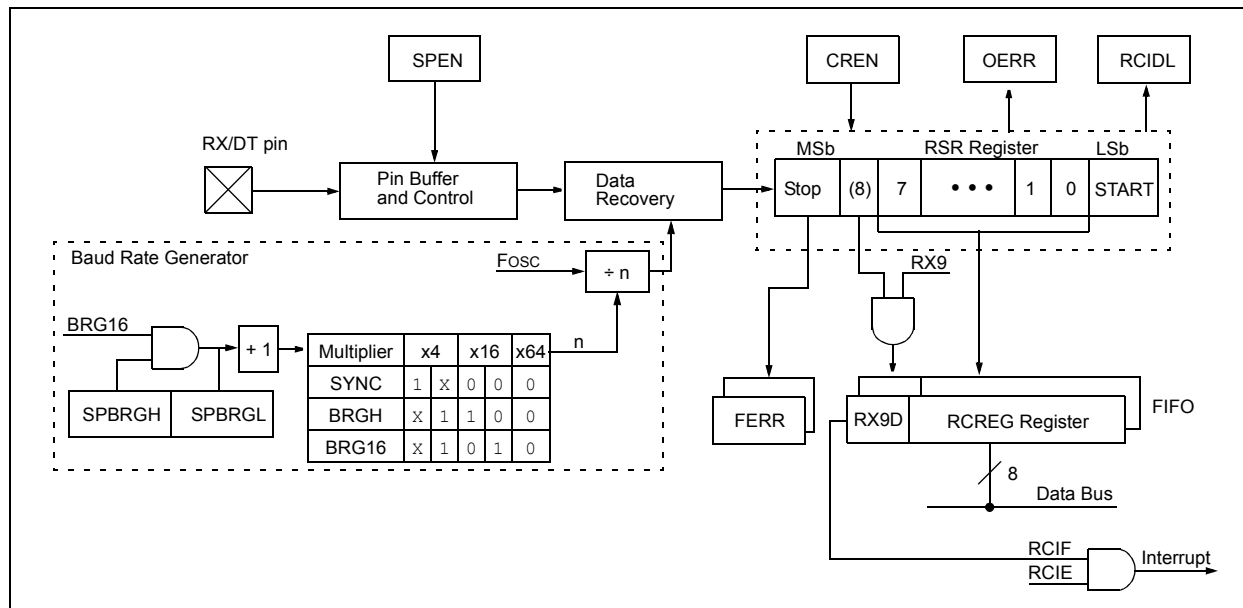 SPEN
CREN
OERR
RCIDL
RX/DT pin
MSb
RSR Register
LSb
Pin Buffer
and Control
Data
Recovery
Stop
(8)
7
• • •
1
0
START
Baud Rate Generator
FOSC
÷ n
RX9
BRG16
+ 1
n
Multiplier x4 x16 x64
SYNC 1 X 0 0 0
BRGH X 1 1 0 0
BRG16 X 1 0 1 0
SPBRGH
SPBRGL
FERR
RX9D
RCREG Register
FIFO
8
Data Bus
RCIF
RCIE
Interrupt